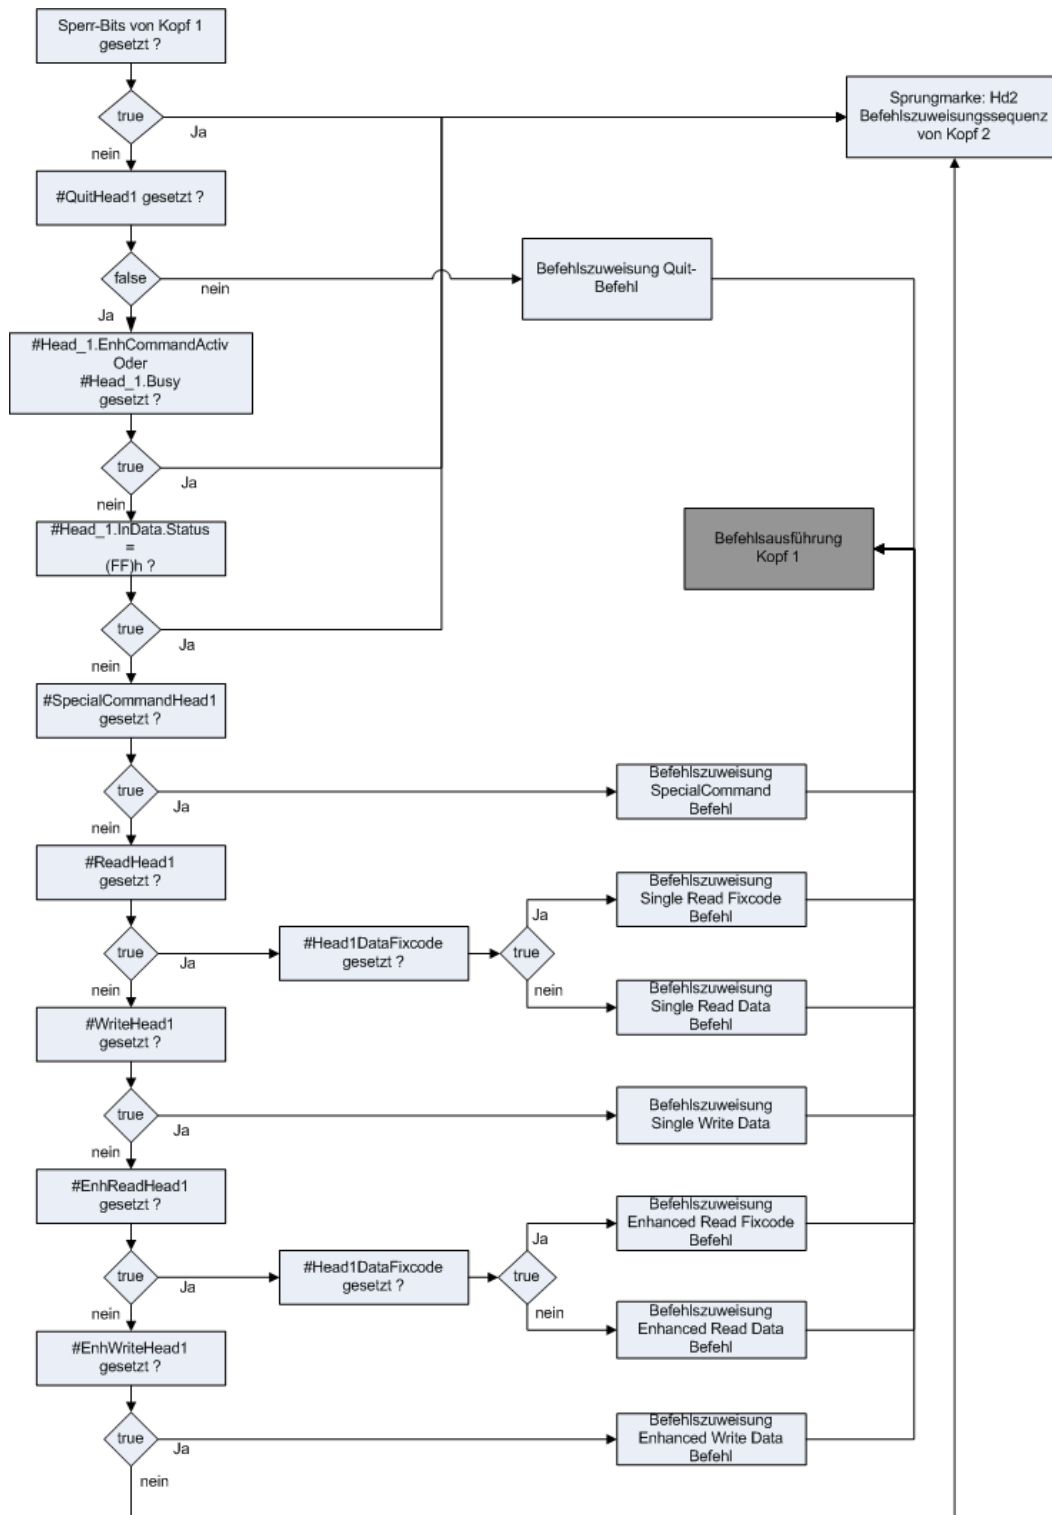 Sperr-Bits von Kopf 1
gesetzt ?
true
Ja
nein
Sprungmarke: Hd2
Befehlszuweisungssequenz
von Kopf 2
#QuitHead1 gesetzt ?
false
nein
Ja
Befehlszuweisung Quit-
Befehl
#Head_1.EnhCommandActiv
Oder
#Head_1.Busy
gesetzt ?
true
Ja
nein
#Head_1.InData.Status
=
(FF)h ?
Befehlsausführung
Kopf 1
true
Ja
nein
#SpecialCommandHead1
gesetzt ?
true
Ja
nein
Befehlszuweisung
SpecialCommand
Befehl
#ReadHead1
gesetzt ?
true
Ja
nein
#Head1DataFixcode
gesetzt ?
true
Ja
nein
Befehlszuweisung
Single Read Fixcode
Befehl
Befehlszuweisung
Single Read Data
Befehl
#WriteHead1
gesetzt ?
true
Ja
nein
Befehlszuweisung
Single Write Data
#EnhReadHead1
gesetzt ?
true
Ja
nein
#Head1DataFixcode
gesetzt ?
true
Ja
nein
Befehlszuweisung
Enhanced Read Fixcode
Befehl
Befehlszuweisung
Enhanced Read Data
Befehl
#EnhWriteHead1
gesetzt ?
true
Ja
nein
Befehlszuweisung
Enhanced Write Data
Befehl